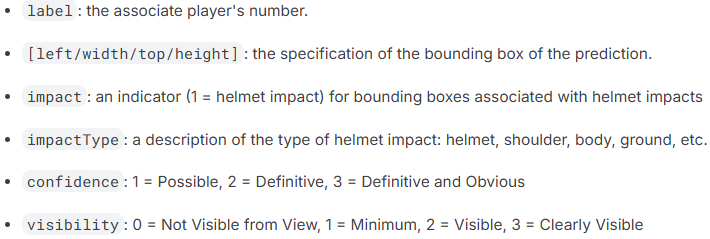 • label: the associate player's number.
• [left/width/top/height]: the specification of the bounding box of the prediction.
• impact: an indicator (1 = helmet impact) for bounding boxes associated with helmet impacts
• impactType: a description of the type of helmet impact: helmet, shoulder, body, ground, etc.
• confidence: 1 = Possible, 2 = Definitive, 3 = Definitive and Obvious
• visibility: 0 = Not Visible from View, 1 = Minimum, 2 = Visible, 3 = Clearly Visible